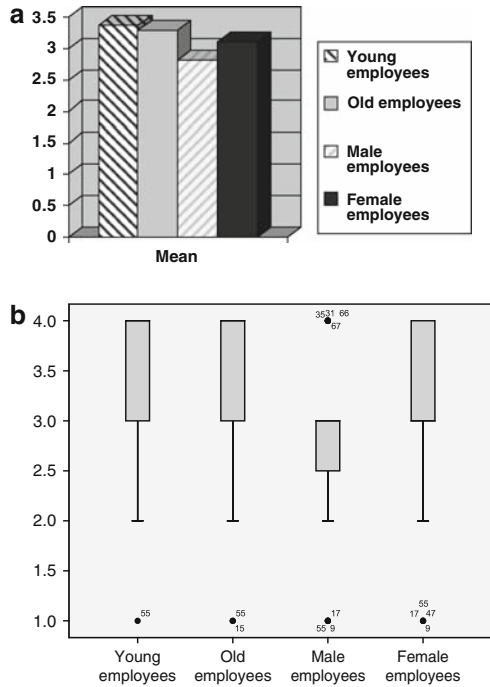 a
3.5
3
2.5
2
1.5
1
0.5
0
Mean
Young
employees
Old employees
Male
employees
Female
employees
b
4.0
3.5
3.0
2.5
2.0
1.5
1.0
35 31 66
67
55
55
15
17
55 9
55
17 47
9
Young
employees
Old
employees
Male
employees
Female
employees